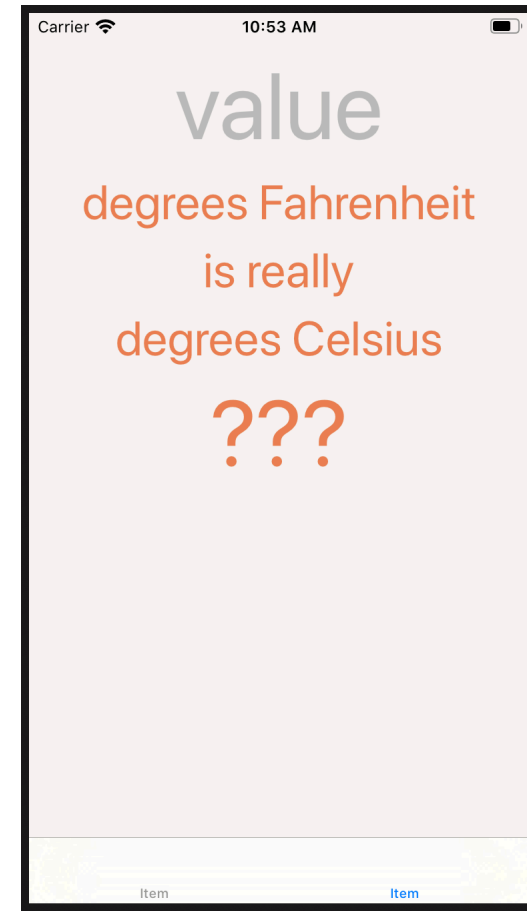 Carrier 10:53 AM
value
degrees Fahrenheit
is really
degrees Celsius
???
Item Item